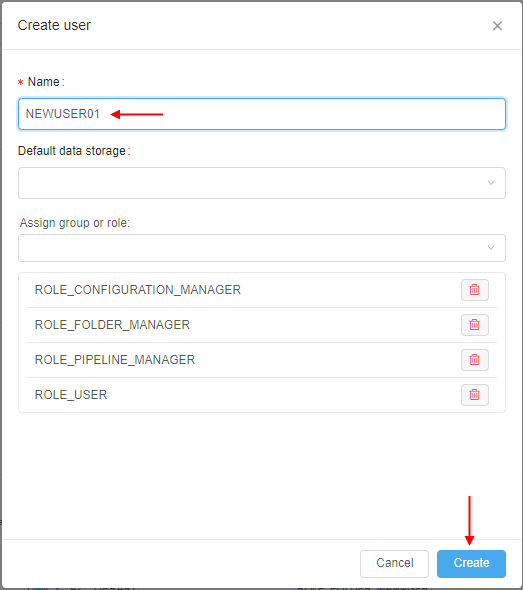 Create user
* Name :
NEWUSER01
Default data storage :
Assign group or role:
ROLE_CONFIGURATION_MANAGER
ROLE_FOLDER_MANAGER
ROLE_PIPELINE_MANAGER
ROLE_USER
Cancel Create